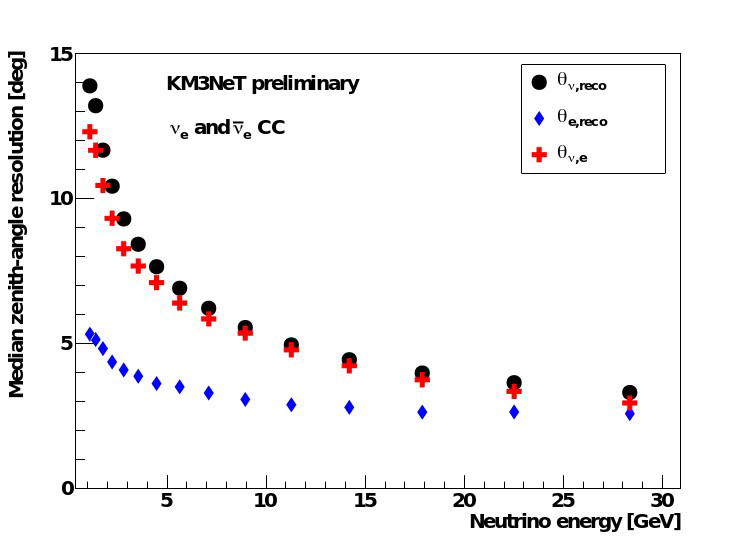 KM3NeT preliminary
νe and ν̅e CC
θν,reco
θe,reco
θν,e
Median zenith-angle resolution [deg]
15
10
5
0
5
10
15
20
25
30
Neutrino energy [GeV]